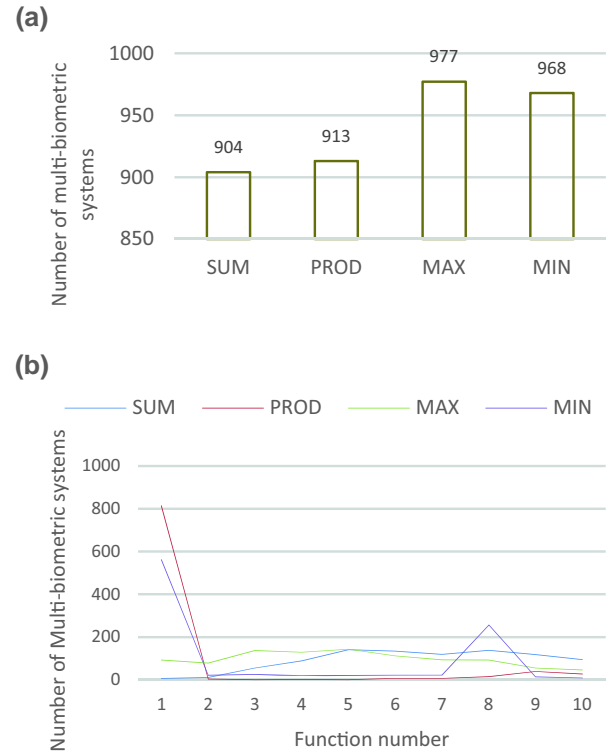 (a)
Number of multi-biometric
systems
1000
950
900
850
904
913
977
968
SUM PROD MAX MIN
(b)
SUM PROD MAX MIN
Number of Multi-biometric systems
1000
800
600
400
200
0
1 2 3 4 5 6 7 8 9 10
Function number